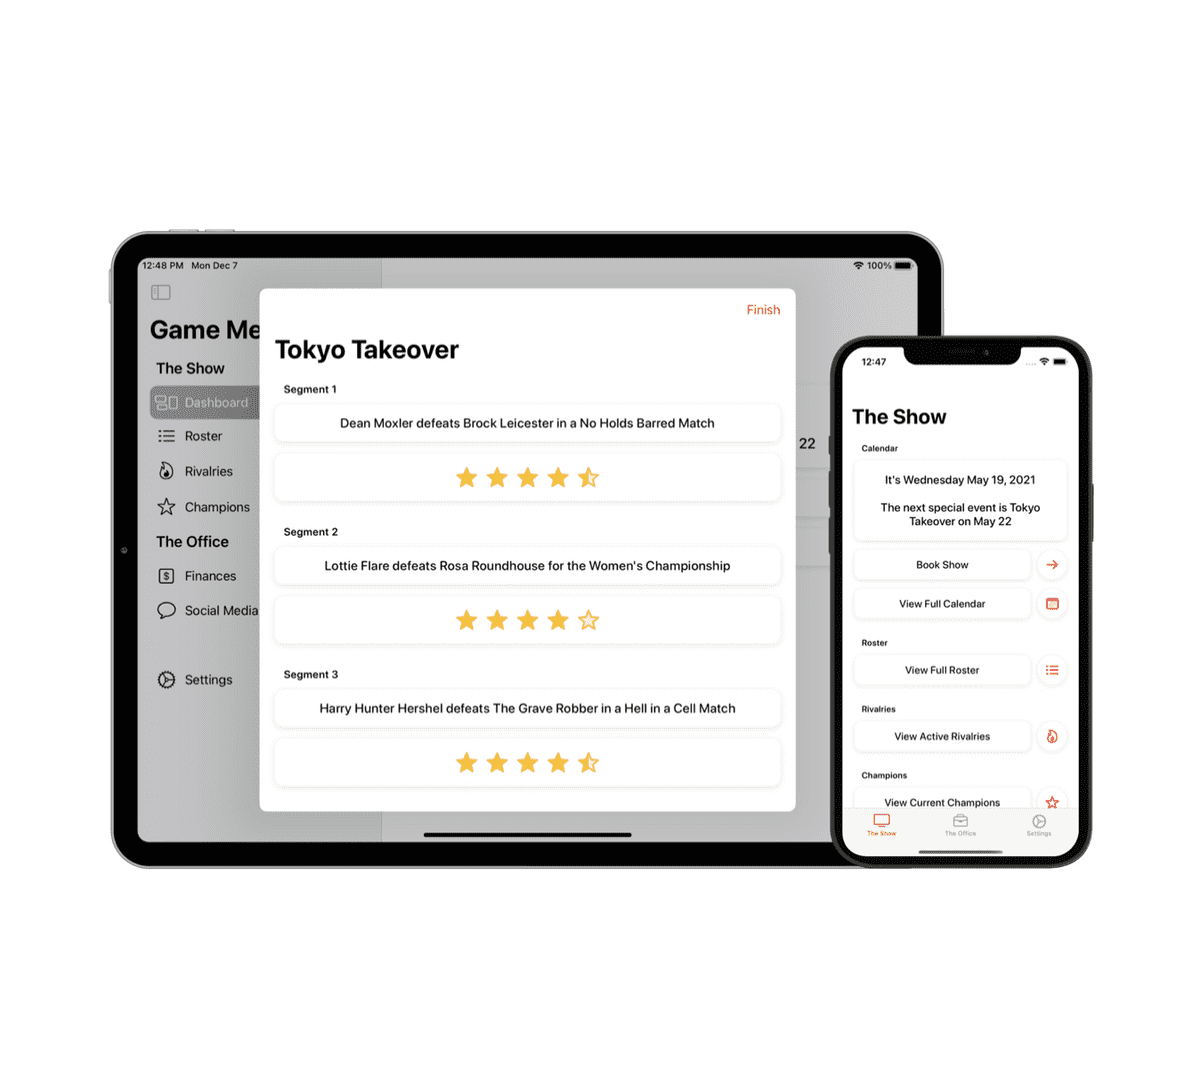 12:48 PM Mon Dec 7
100%
Game Me
The Show
Dashboard
Roster
Rivalries
Champions
The Office
$ Finances
Social Media
Settings
Finish
Tokyo Takeover
Segment 1
Dean Moxler defeats Brock Leicester in a No Holds Barred Match
Segment 2
Lottie Flare defeats Rosa Roundhouse for the Women's Championship
Segment 3
Harry Hunter Hershel defeats The Grave Robber in a Hell in a Cell Match
22
12:47
The Show
Calendar
It's Wednesday May 19, 2021
The next special event is Tokyo
Takeover on May 22
Book Show
View Full Calendar
Roster
View Full Roster
Rivalries
View Active Rivalries
Champions
View Current Champions
The Show
The Office
Settings